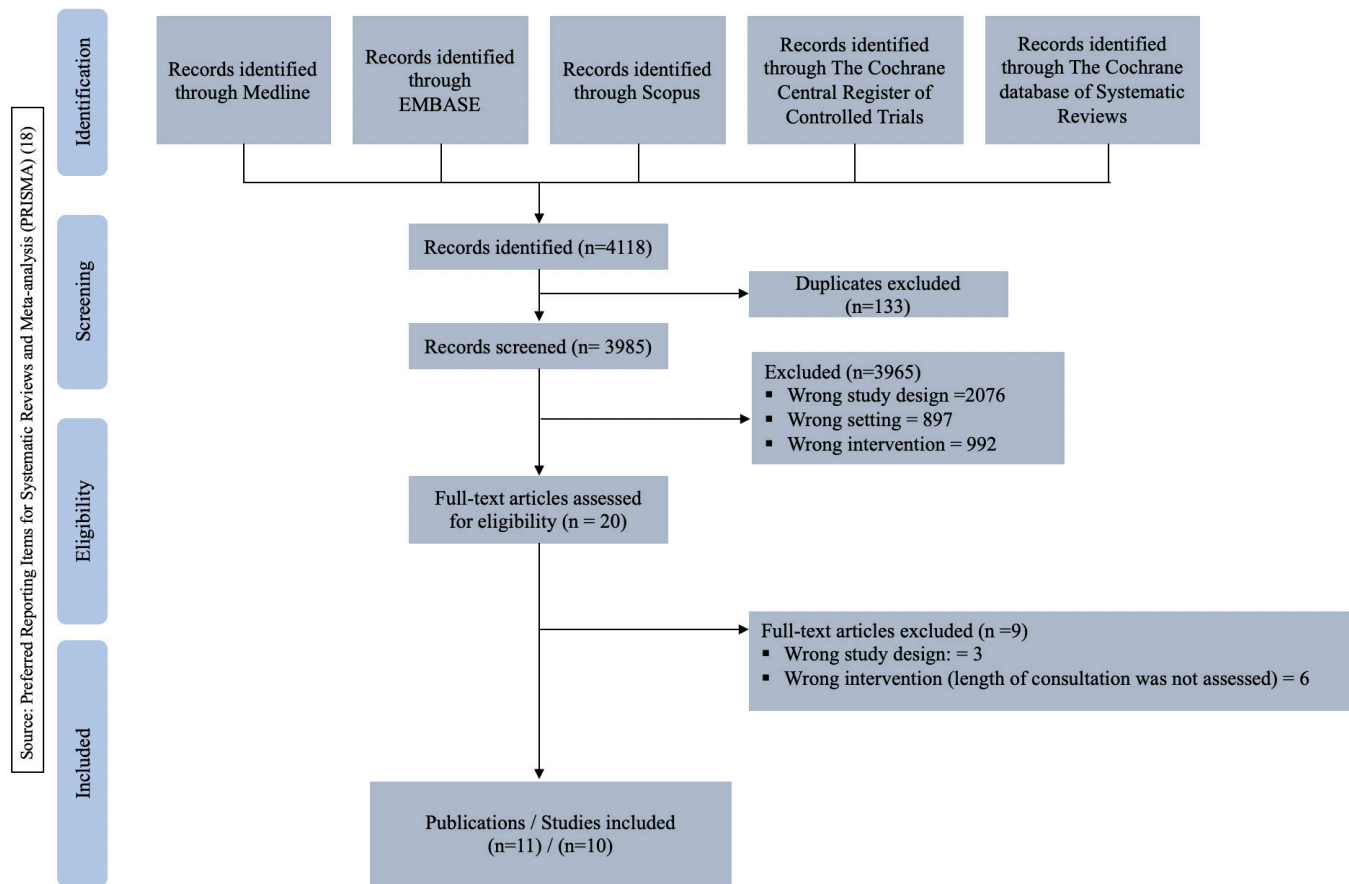 Source: Preferred Reporting Items for Systematic Reviews and Meta-analysis (PRISMA) (18)
Identification
Records identified
through Medline
Records identified
through
EMBASE
Records identified
through Scopus
Records identified
through The Cochrane
Central Register of
Controlled Trials
Records identified
through The Cochrane
database of Systematic
Reviews
Screening
Records identified (n=4118)
Duplicates excluded
(n=133)
Records screened (n= 3985)
Excluded (n=3965)
▪ Wrong study design =2076
▪ Wrong setting = 897
▪ Wrong intervention = 992
Eligibility
Full-text articles assessed
for eligibility (n = 20)
Full-text articles excluded (n =9)
▪ Wrong study design: = 3
▪ Wrong intervention (length of consultation was not assessed) = 6
Included
Publications / Studies included
(n=11) / (n=10)